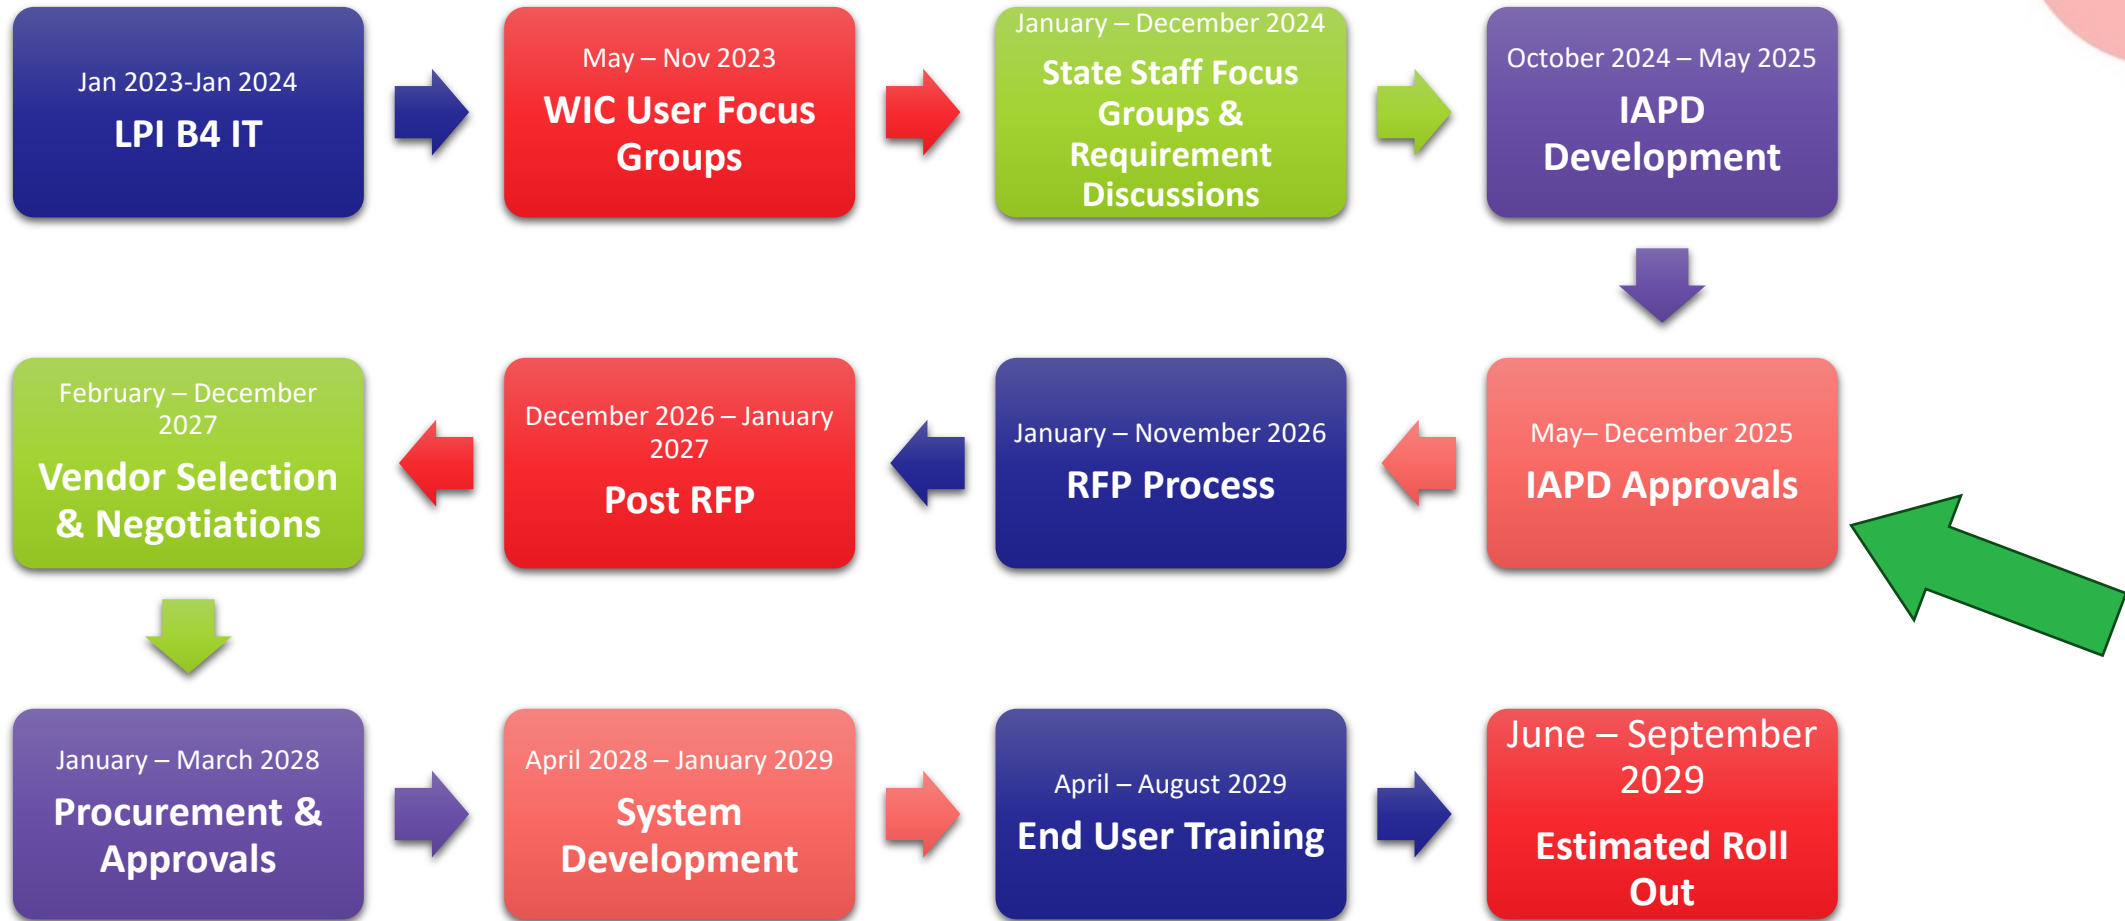 Jan 2023-Jan 2024
LPI B4 IT
May – Nov 2023
WIC User Focus
Groups
January – December 2024
State Staff Focus
Groups &
Requirement
Discussions
October 2024 – May 2025
IAPD
Development
May– December 2025
IAPD Approvals
January – November 2026
RFP Process
December 2026 – January
2027
Post RFP
February – December
2027
Vendor Selection
& Negotiations
January – March 2028
Procurement &
Approvals
April 2028 – January 2029
System
Development
April – August 2029
End User Training
June – September
2029
Estimated Roll
Out